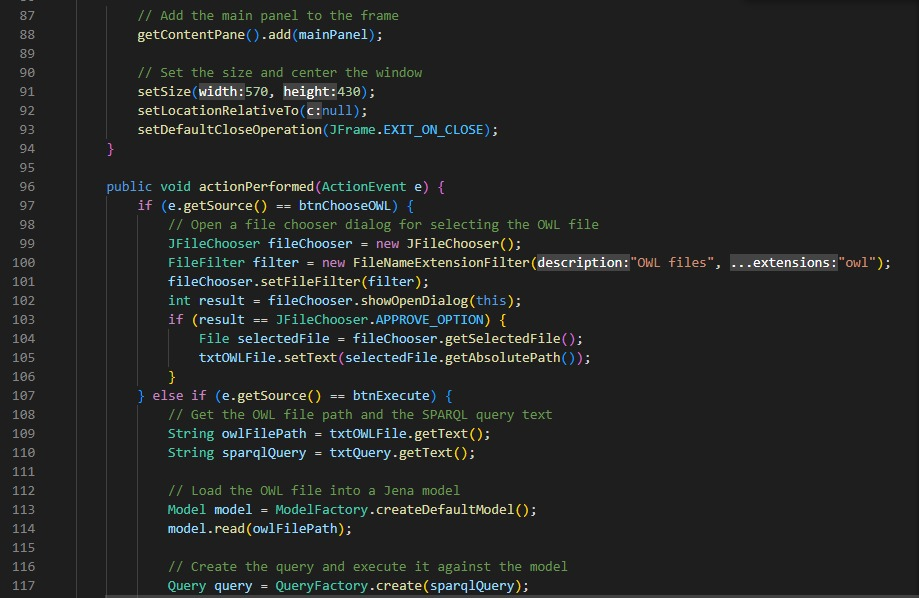 87 // Add the main panel to the frame
88 getContentPane().add(mainPanel);
89
90 // Set the size and center the window
91 setSize(width:570, height:430);
92 setLocationRelativeTo(c:null);
93 setDefaultCloseOperation(JFrame.EXIT_ON_CLOSE);
94 }
95
96 public void actionPerformed(ActionEvent e) {
97 if (e.getSource() == btnChooseOWL) {
98 // Open a file chooser dialog for selecting the OWL file
99 JFileChooser fileChooser = new JFileChooser();
100 FileFilter filter = new FileNameExtensionFilter(description:"OWL files", ...extensions:"owl");
101 fileChooser.setFileFilter(filter);
102 int result = fileChooser.showOpenDialog(this);
103 if (result == JFileChooser.APPROVE_OPTION) {
104 File selectedFile = fileChooser.getSelectedFile();
105 txtOWLFile.setText(selectedFile.getAbsolutePath());
106 }
107 } else if (e.getSource() == btnExecute) {
108 // Get the OWL file path and the SPARQL query text
109 String owlFilePath = txtOWLFile.getText();
110 String sparqlQuery = txtQuery.getText();
111
112 // Load the OWL file into a Jena model
113 Model model = ModelFactory.createDefaultModel();
114 model.read(owlFilePath);
115
116 // Create the query and execute it against the model
117 Query query = QueryFactory.create(sparqlQuery);